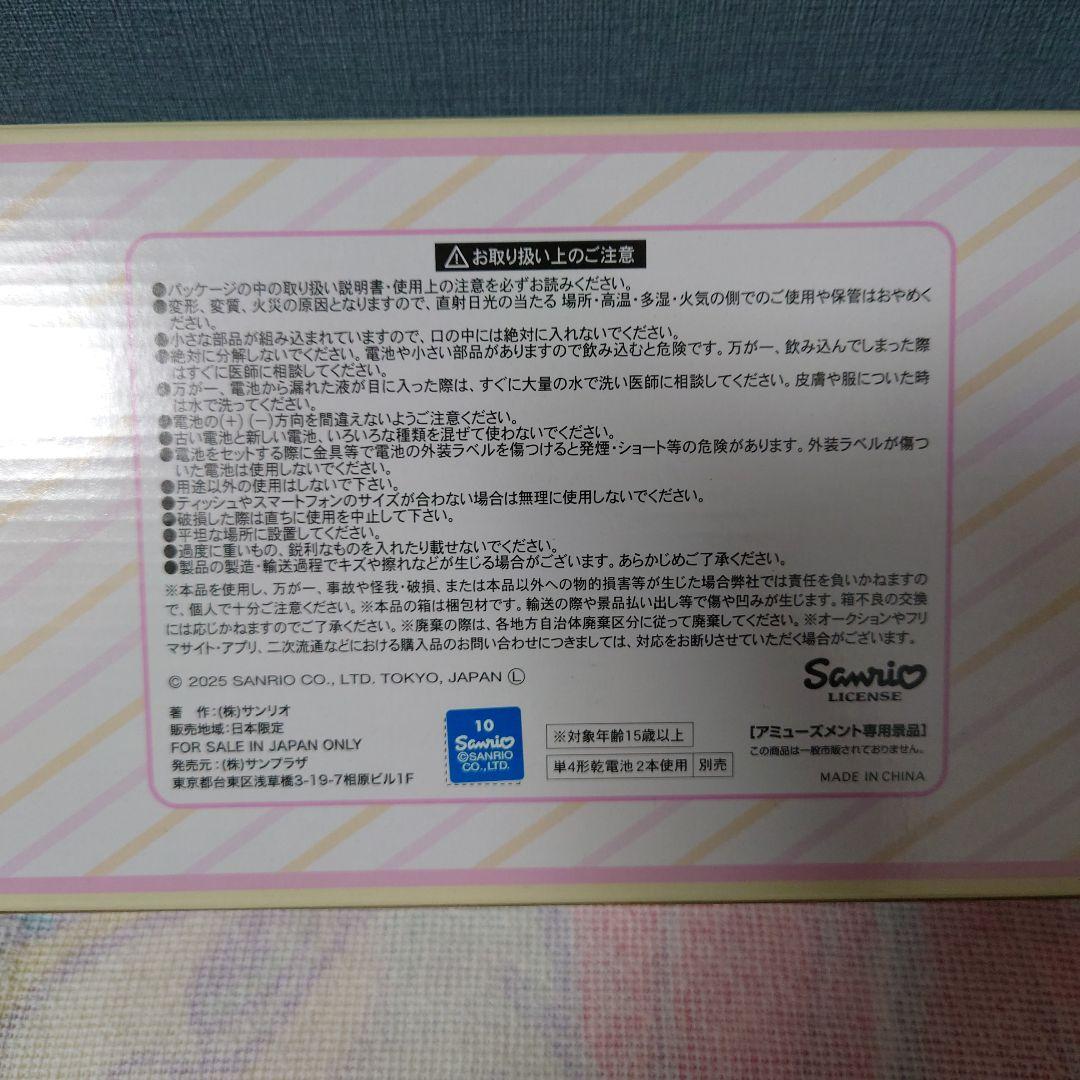 ⚠お取り扱い上のご注意
●パッケージの中の取り扱い説明書・使用上の注意を必ずお読みください。
●変形、変質、火災の原因となりますので、直射日光の当たる 場所・高温・多湿・火気の側でのご使用や保管はおやめく
ださい。
●小さな部品が組み込まれていますので、口の中には絶対に入れないでください。
●絶対に分解しないでください。電池や小さい部品がありますので飲み込むと危険です。万が一、飲み込んでしまった際
はすぐに医師に相談してください。
●万が一、電池から漏れた液が目に入った際は、すぐに大量の水で洗い医師に相談してください。皮膚や服についた時
は水で洗ってください。
●電池の(+) (−)方向を間違えないようご注意ください。
●古い電池と新しい電池、いろいろな種類を混ぜて使わないでください。
●電池をセットする際に金具等で電池の外装ラベルを傷つけると発煙・ショート等の危険があります。外装ラベルが傷つ
いた電池は使用しないでください。
●用途以外の使用はしないで下さい。
●ティッシュやスマートフォンのサイズが合わない場合は無理に使用しないでください。
●破損した際は直ちに使用を中止して下さい。
●平坦な場所に設置してください。
●過度に重いもの、鋭利なものを入れたり載せないでください。
●製品の製造・輸送過程でキズや擦れなどが生じる場合がございます。あらかじめご了承ください。
※本品を使用し、万が一、事故や怪我・破損、または本品以外への物的損害等が生じた場合弊社では責任を負いかねますの
で、個人で十分ご注意ください。※本品の箱は梱包材です。輸送の際や景品払い出し等で傷や凹みが生じます。箱不良の交換
には応じかねますのでご了承ください。※廃棄の際は、各地方自治体廃棄区分に従って廃棄してください。※オークションやフリ
マサイト・アプリ、二次流通などにおける購入品のお問い合わせにつきましては、対応をお断りさせていただく場合がございます。
© 2025 SANRIO CO., LTD. TOKYO, JAPAN Ⓛ
Sanrio
LICENSE
著　作：(株)サンリオ
販売地域：日本限定
FOR SALE IN JAPAN ONLY
発売元：(株)サンプラザ
東京都台東区浅草橋3-19-7相原ビル1F
10
Sanrio
©SANRIO
CO.,LTD.
※対象年齢15歳以上
単4形乾電池2本使用 別売
【アミューズメント専用景品】
この商品は一般市販されておりません。
MADE IN CHINA